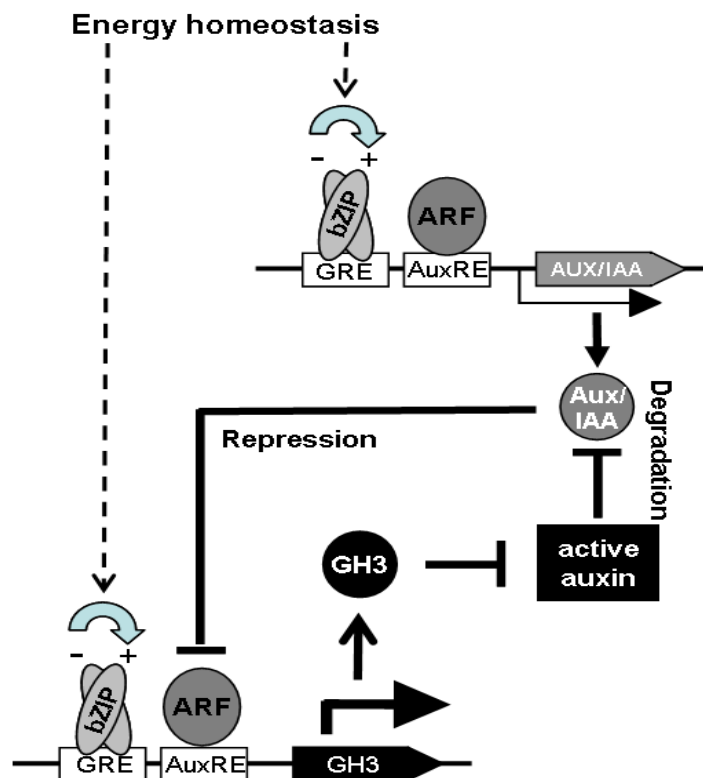 Energy homeostasis
- +
bZIP
ARF
GRE
AuxRE
AUX/IAA
Aux/
IAA
Degradation
Repression
active
auxin
GH3
- +
bZIP
ARF
GRE
AuxRE
GH3